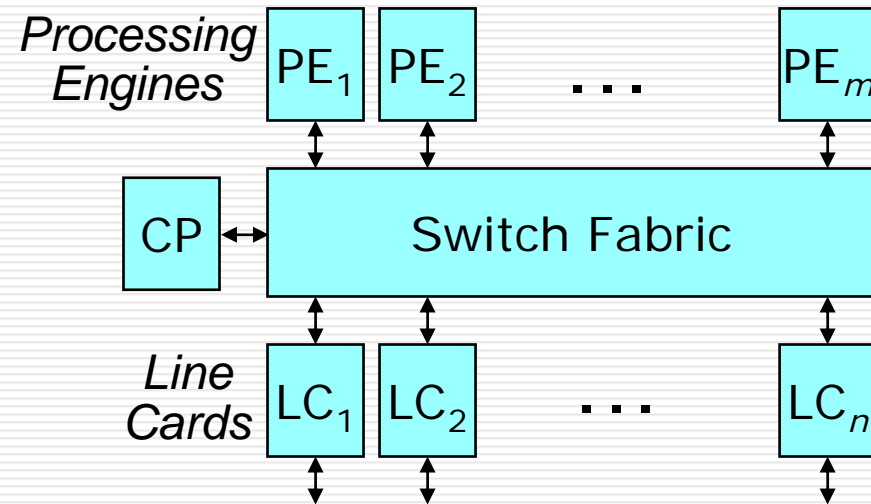 Processing
Engines
PE1 PE2 ... PEm
CP
Switch Fabric
Line
Cards
LC1 LC2 ... LCn